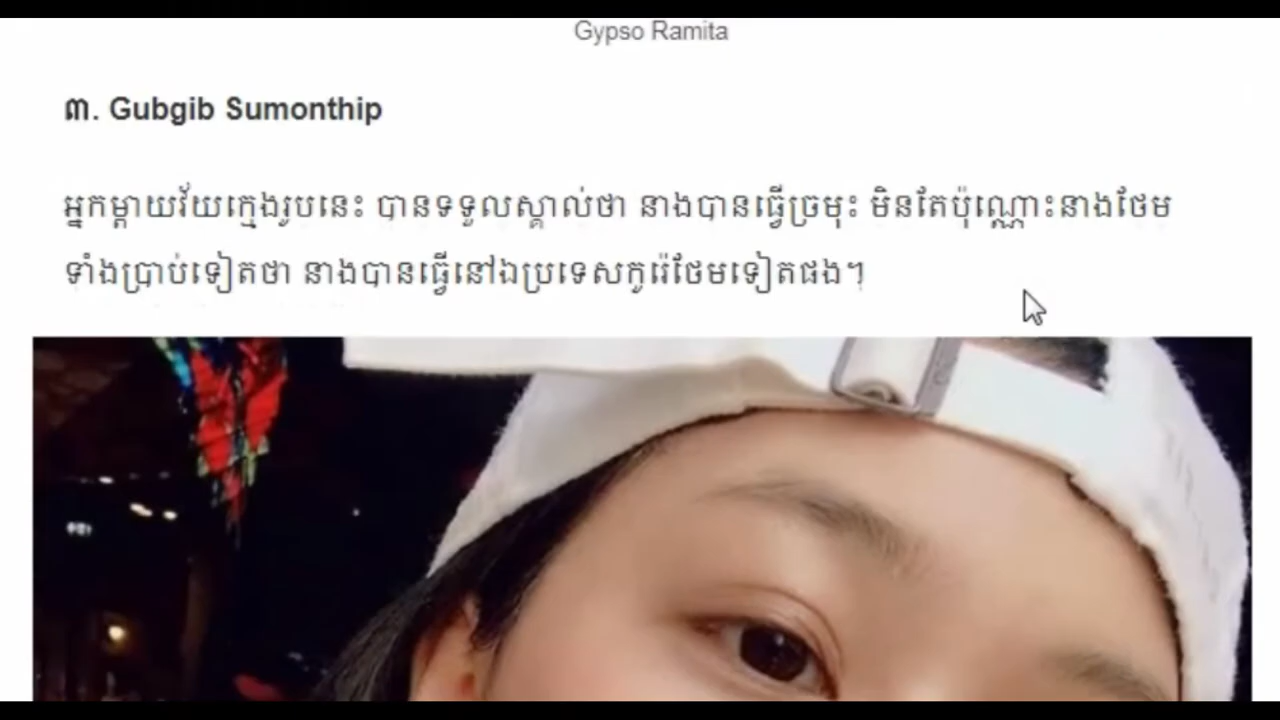 Gypso Ramita
៣. Gubgib Sumonthip
អ្នកម្ដាយវ័យក្មេងរូបនេះ បានទទួលស្គាល់ថា នាងបានធ្វើច្រមុះ មិនតែប៉ុណ្ណោះនាងថែម
ទាំងប្រាប់ទៀតថា នាងបានធ្វើនៅឯប្រទេសកូរ៉េថែមទៀតផង។